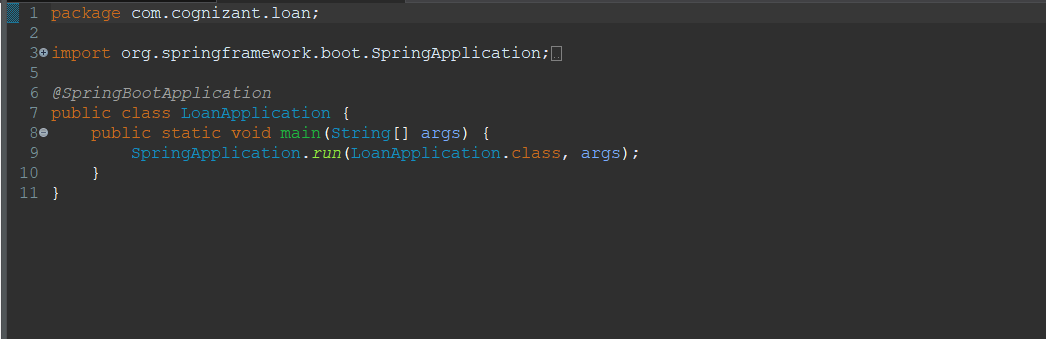 1 package com.cognizant.loan;
2
3 import org.springframework.boot.SpringApplication;
5
6 @SpringBootApplication
7 public class LoanApplication {
8 public static void main(String[] args) {
9 SpringApplication.run(LoanApplication.class, args);
10 }
11 }